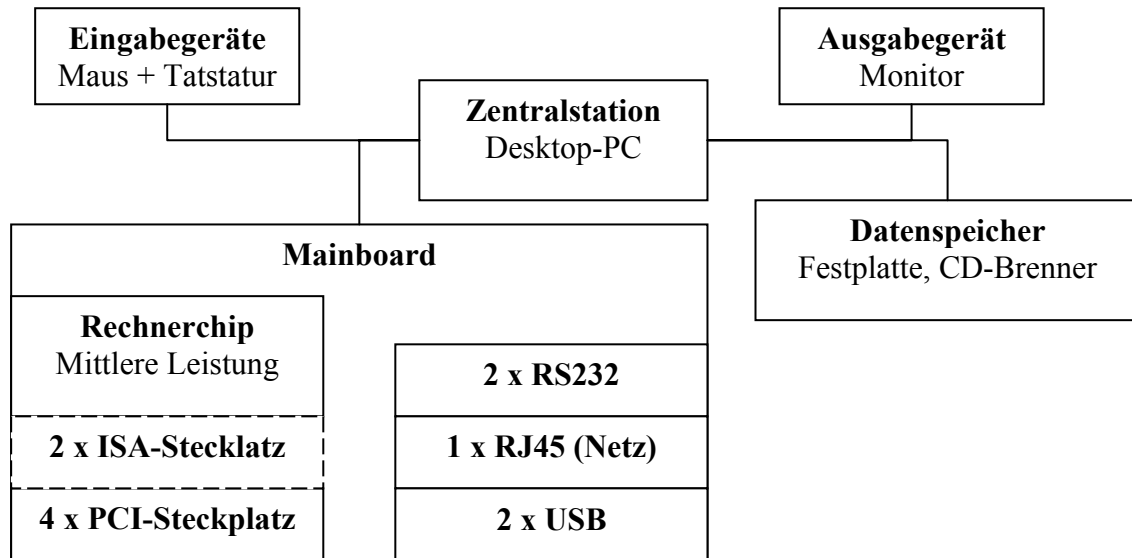 Eingabegeräte
Maus + Tatstatur
Ausgabegerät
Monitor
Zentralstation
Desktop-PC
Mainboard
Datenspeicher
Festplatte, CD-Brenner
Rechnerchip
Mittlere Leistung
2 x RS232
2 x ISA-Stecklatz
1 x RJ45 (Netz)
4 x PCI-Steckplatz
2 x USB